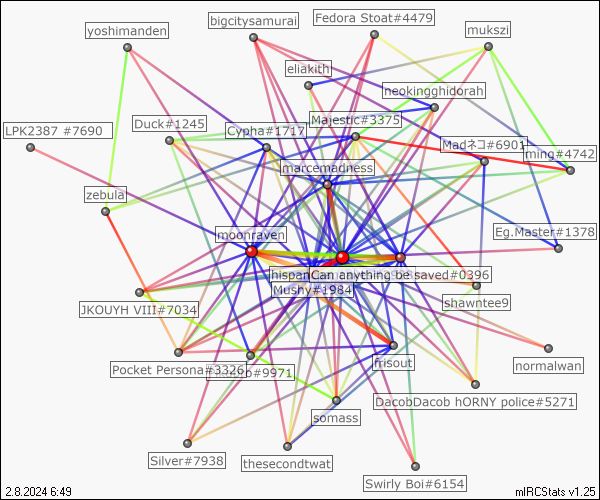 bigcitysamurai
Fedora Stoat#4479
yoshimanden
mukszi
eliakith
neokingghidorah
LPK2387 #7690
Duck#1245
Cypha#1717
Majestic#3375
Madネコ#6901
ming#4742
marcemadness
zebula
moonraven
Eg.Master#1378
hispan
Can anything be saved#0396
Mushy#1984
shawntee9
JKOUYH VIII#7034
frisout
normalwan
Pocket Persona#3326
#9971
DacobDacob hORNY police#5271
somass
Silver#7938
thesecondtwat
Swirly Boi#6154
2.8.2024 6:49
mIRCStats v1.25